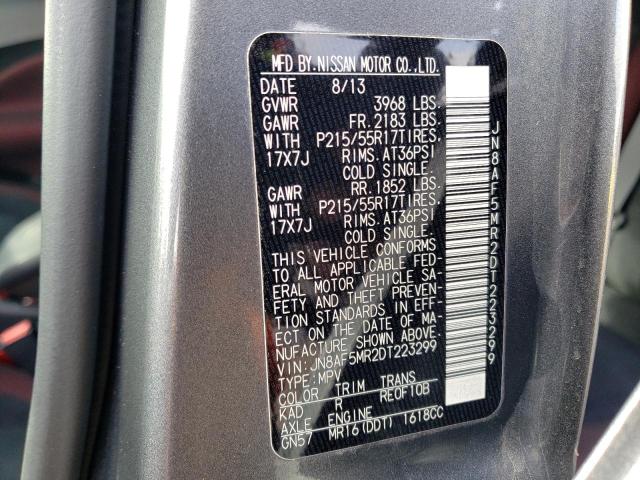 MFD BY.NISSAN MOTOR CO.,LTD.
DATE 8/13
GVWR 3968 LBS.
GAWR FR.2183 LBS.
WITH P215/55R17TIRES.
17X7J RIMS.AT36PSI
COLD SINGLE.
GAWR RR.1852 LBS.
WITH P215/55R17TIRES.
17X7J RIMS.AT36PSI
COLD SINGLE.
THIS VEHICLE CONFORMS
TO ALL APPLICABLE FED-
ERAL MOTOR VEHICLE SA-
FETY AND THEFT PREVEN-
TION STANDARDS IN EFF-
ECT ON THE DATE OF MA-
NUFACTURE SHOWN ABOVE.
VIN: JN8AF5MR2DT223299
TYPE:MPV
COLOR TRIM TRANS
KAD R RE0F10B
AXLE ENGINE
GN57 MR16(DDT) 1618CC
JN8AF5MR2DT223299